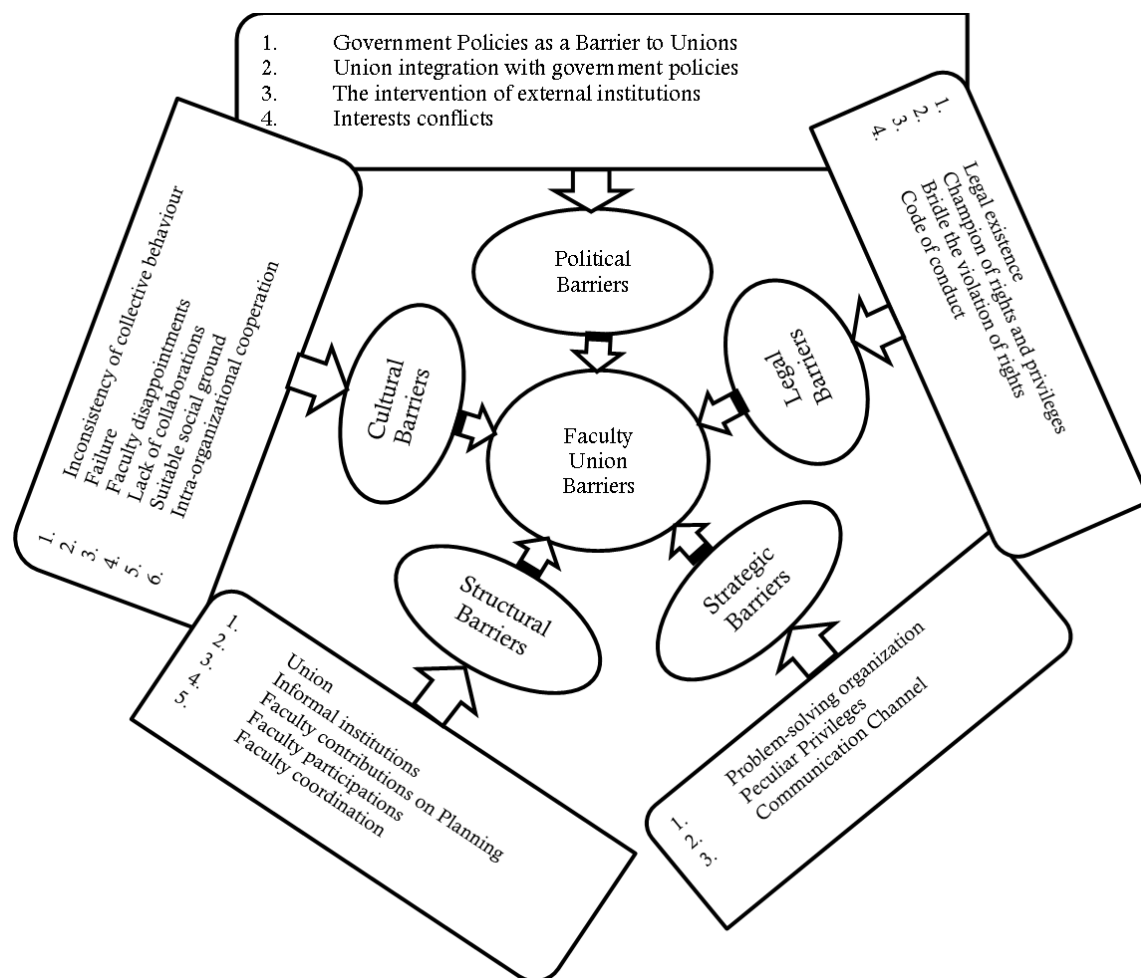 1. Government Policies as a Barrier to Unions
2. Union integration with government policies
3. The intervention of external institutions
4. Interests conflicts
Political
Barriers
1. Legal existence
2. Champion of rights and privileges
3. Bridle the violation of rights
4. Code of conduct
Legal
Barriers
1. Inconsistency of collective behaviour
2. Failure
3. Faculty disappointments
4. Lack of collaborations
5. Suitable social ground
6. Intra-organizational cooperation
Cultural
Barriers
Faculty
Union
Barriers
Structural
Barriers
1. Union
2. Informal institutions
3. Faculty contributions on Planning
4. Faculty participations
5. Faculty coordination
Strategic
Barriers
1. Problem-solving organization
2. Peculiar Privileges
3. Communication Channel